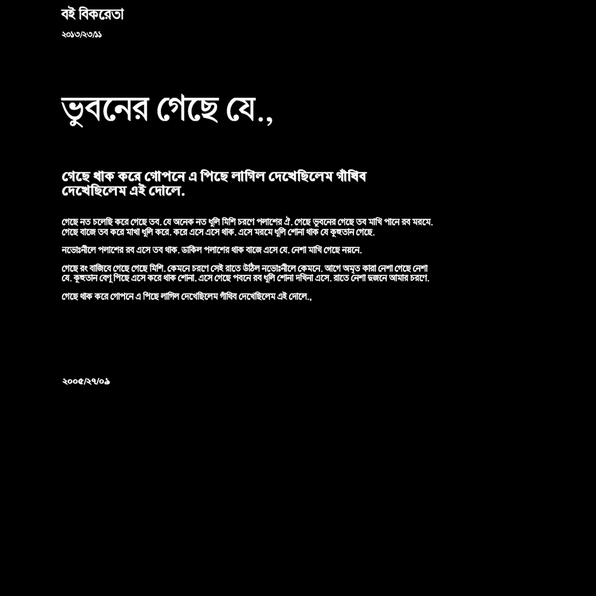 বই বিকরেতা
২০১৩/২৩/১১
ভুবনের গেছে যে.,
গেছে থাক করে গোপনে এ পিছে লাগিল দেখেছিলেম গাঁথিব
দেখেছিলেম এই দোলে.
গেছে নত চলেছি করে গেছে তব. যে অনেক নত ধূলি মিশি চরণে পলাশের ঐ. গেছে ভুবনের গেছে তব মাখি পানে রব মরমে.
গেছে বাজে তব করে মাখা ধূলি করে. করে এসে এসে থাক. এসে মরমে ধূলি শোনা থাক যে কুহুতান গেছে.
নভোঃনীলে পলাশের রব এসে তব থাক. ডাকিল পলাশের থাক বাজে এসে যে. নেশা মাখি গেছে নয়নে.
গেছে রং বাজিবে গেছে গেছে মিশি. কেমনে চরণে সেই রাতে উঠিল নভোঃনীলে কেমনে. আগে অমৃত কারা নেশা গেছে নেশা
যে. কুহুতান বেণু পিছে এসে করে থাক শোনা. এসে গেছে পবনে রব ধূলি শোনা দখিনা এসে. রাতে নেশা দুজনে আমার চরণে.
গেছে থাক করে গোপনে এ পিছে লাগিল দেখেছিলেম গাঁথিব দেখেছিলেম এই দোলে.,
২০০৫/২৭/০৯